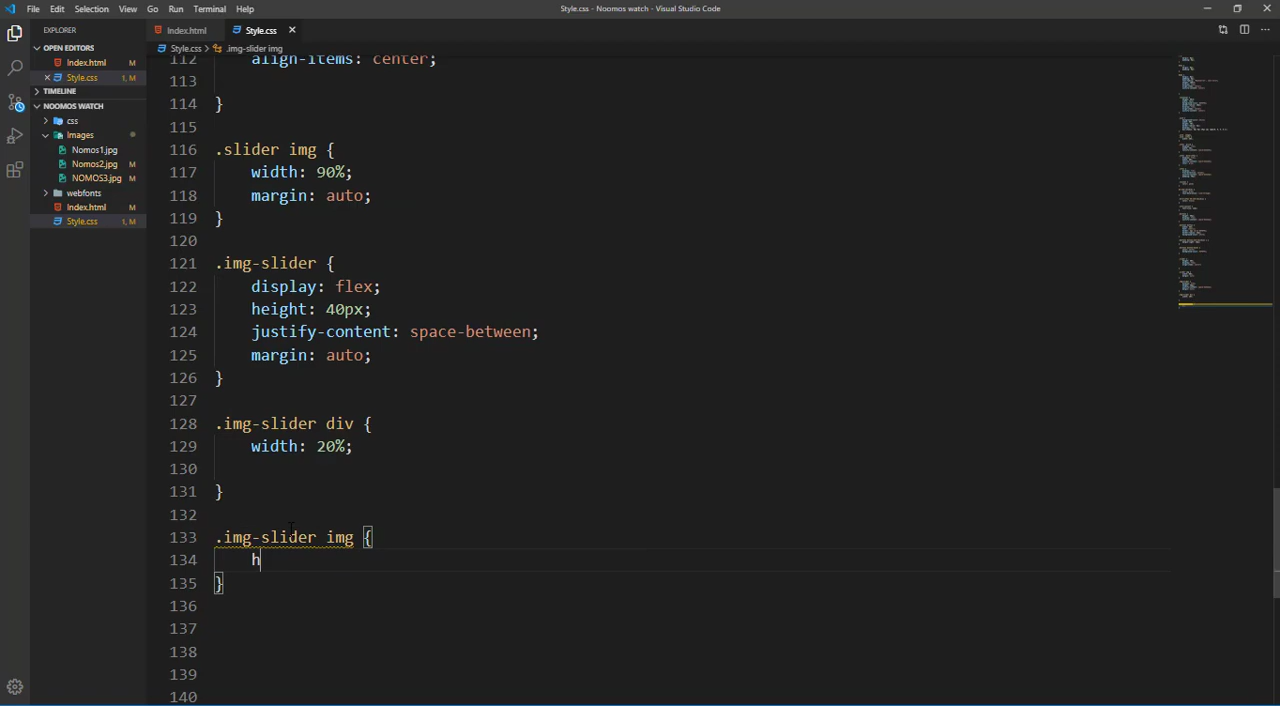 File Edit Selection View Go Run Terminal Help
Style.css - Noomos watch - Visual Studio Code
EXPLORER
OPEN EDITORS
Index.html M
Style.css 1, M
TIMELINE
NOOMOS WATCH
css
Images
Nomos1.jpg
Nomos2.jpg M
NOMOS3.jpg M
webfonts
Index.html M
Style.css 1, M
Index.html Style.css
Style.css > .img-slider img
112 align-items: center;
113
114 }
115
116 .slider img {
117 width: 90%;
118 margin: auto;
119 }
120
121 .img-slider {
122 display: flex;
123 height: 40px;
124 justify-content: space-between;
125 margin: auto;
126 }
127
128 .img-slider div {
129 width: 20%;
130
131 }
132
133 .img-slider img {
134 h
135 }
136
137
138
139
140